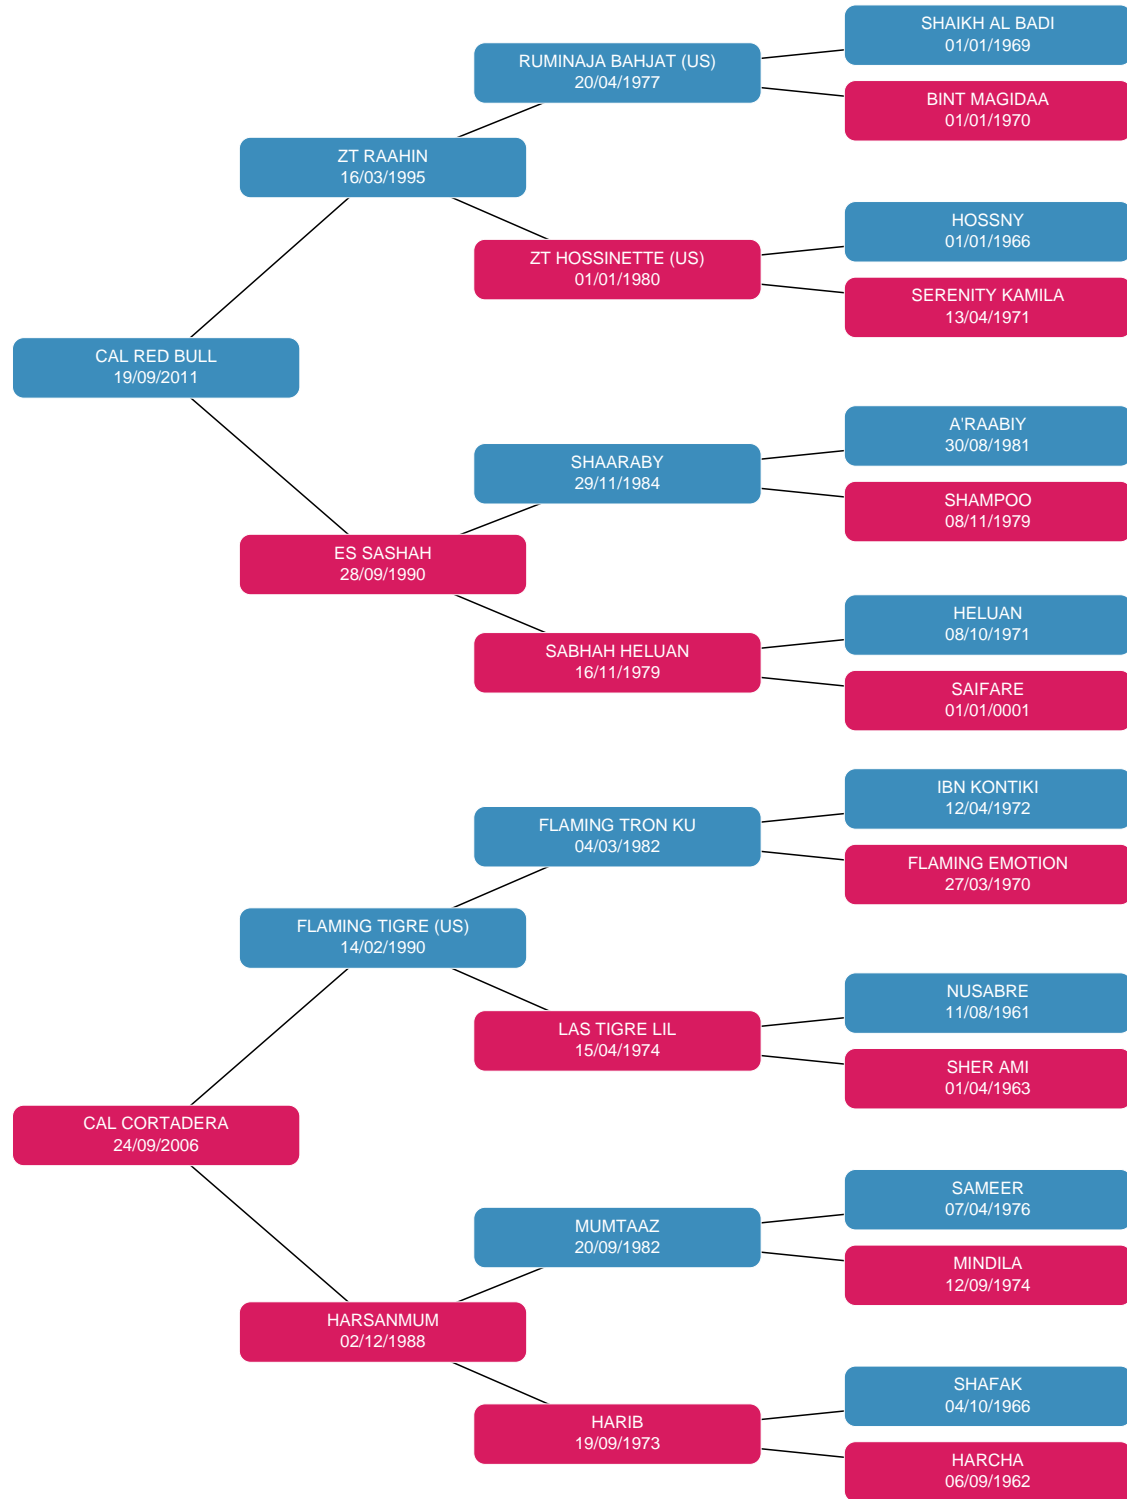 SHAIKH AL BADI
01/01/1969
RUMINAJA BAHJAT (US)
20/04/1977
BINT MAGIDAA
01/01/1970
ZT RAAHIN
16/03/1995
HOSSNY
01/01/1966
ZT HOSSINETTE (US)
01/01/1980
SERENITY KAMILA
13/04/1971
CAL RED BULL
19/09/2011
A'RAABIY
30/08/1981
SHAARABY
29/11/1984
SHAMPOO
08/11/1979
ES SASHAH
28/09/1990
HELUAN
08/10/1971
SABHAH HELUAN
16/11/1979
SAIFARE
01/01/0001
IBN KONTIKI
12/04/1972
FLAMING TRON KU
04/03/1982
FLAMING EMOTION
27/03/1970
FLAMING TIGRE (US)
14/02/1990
NUSABRE
11/08/1961
LAS TIGRE LIL
15/04/1974
SHER AMI
01/04/1963
CAL CORTADERA
24/09/2006
SAMEER
07/04/1976
MUMTAAZ
20/09/1982
MINDILA
12/09/1974
HARSANMUM
02/12/1988
SHAFAK
04/10/1966
HARIB
19/09/1973
HARCHA
06/09/1962